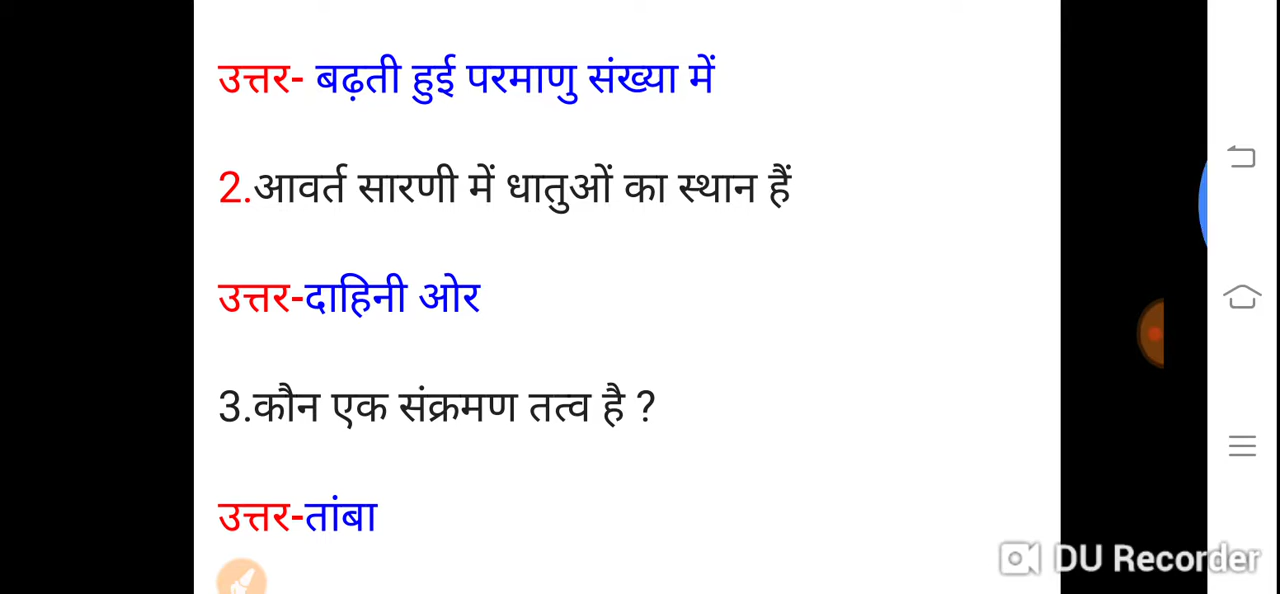 उत्तर- बढ़ती हुई परमाणु संख्या में
2.आवर्त सारणी में धातुओं का स्थान हैं
उत्तर-दाहिनी ओर
3.कौन एक संक्रमण तत्व है ?
उत्तर-तांबा
DU Recorder